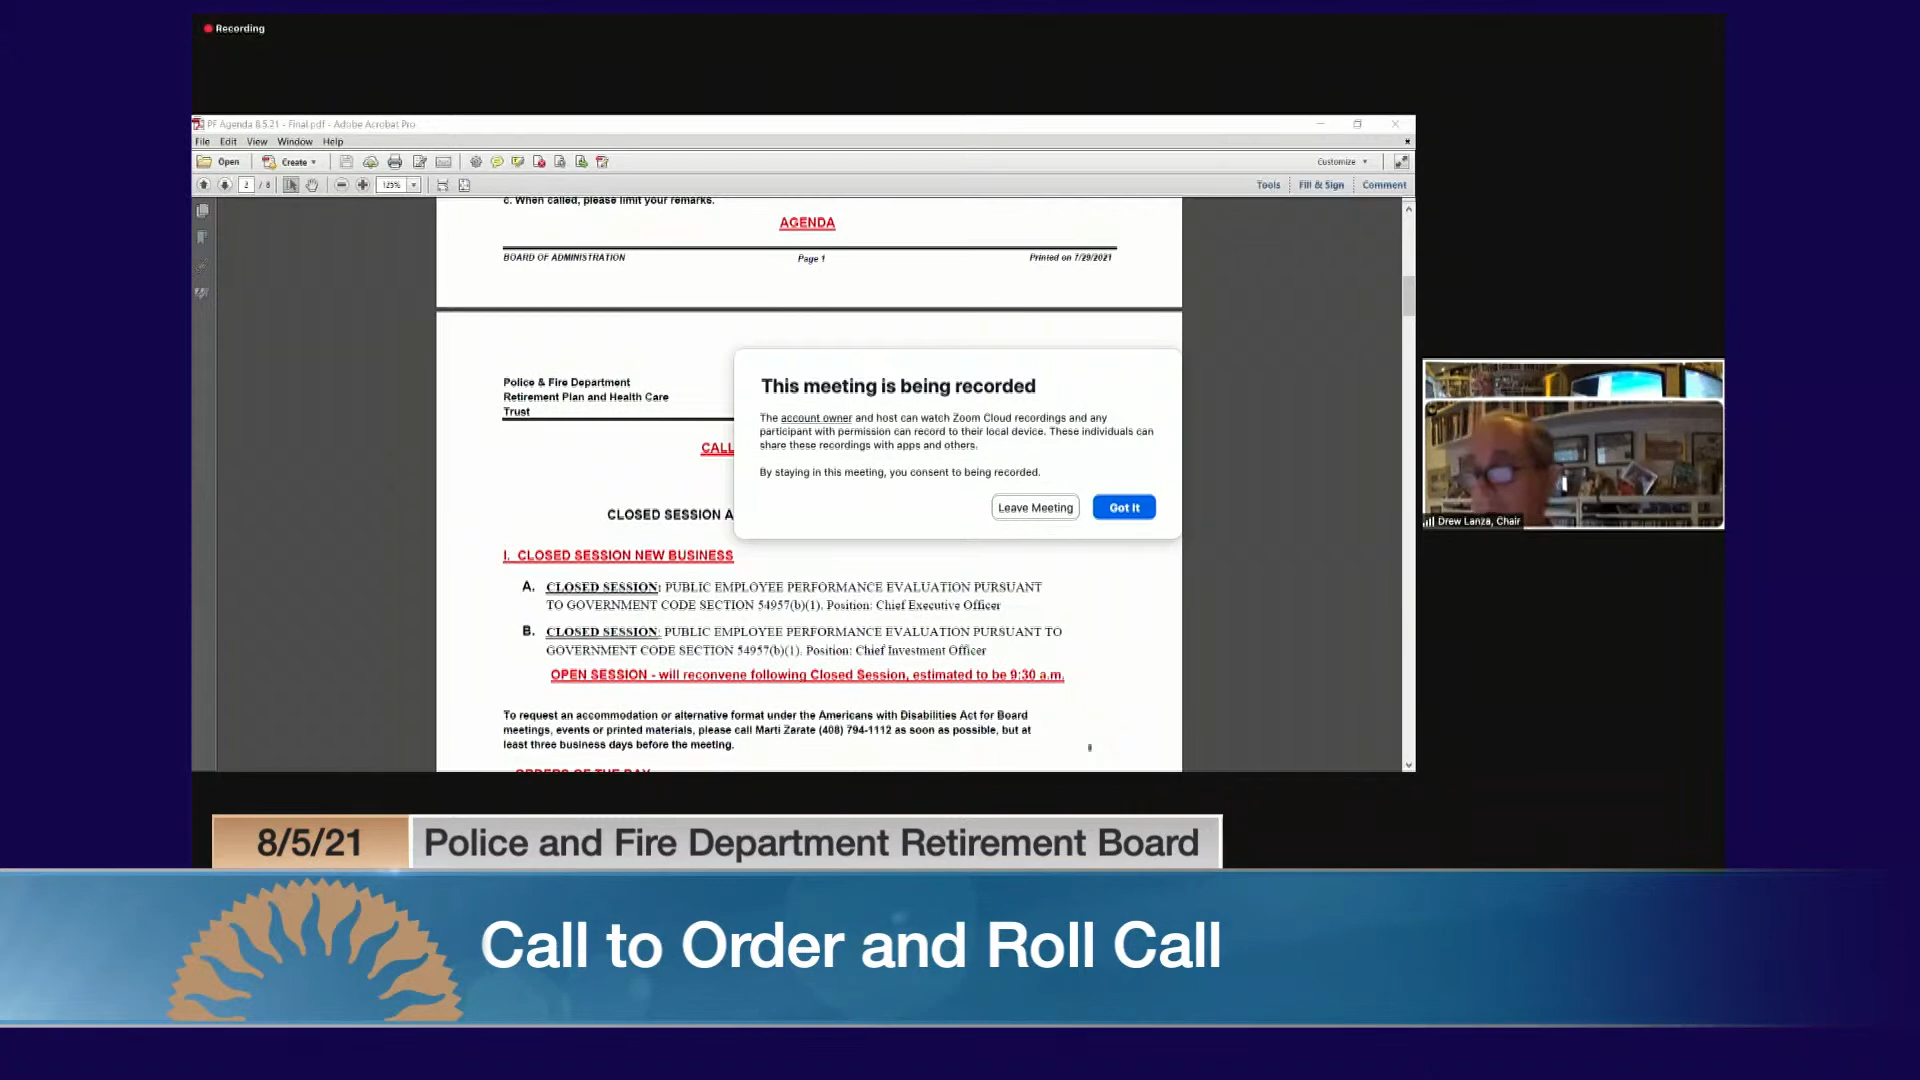 Recording
PF Agenda 8.5.21 - Final.pdf - Adobe Acrobat Pro
File Edit View Window Help
Open Create Customize
2 / 8 125% Tools Fill & Sign Comment
c. When called, please limit your remarks.
AGENDA
BOARD OF ADMINISTRATION Page 1 Printed on 7/29/2021
Police & Fire Department
Retirement Plan and Health Care
Trust
CALL
CLOSED SESSION A
This meeting is being recorded
The account owner and host can watch Zoom Cloud recordings and any
participant with permission can record to their local device. These individuals can
share these recordings with apps and others.
By staying in this meeting, you consent to being recorded.
Leave Meeting Got It
Drew Lanza, Chair
I. CLOSED SESSION NEW BUSINESS
A. CLOSED SESSION: PUBLIC EMPLOYEE PERFORMANCE EVALUATION PURSUANT
TO GOVERNMENT CODE SECTION 54957(b)(1). Position: Chief Executive Officer
B. CLOSED SESSION: PUBLIC EMPLOYEE PERFORMANCE EVALUATION PURSUANT TO
GOVERNMENT CODE SECTION 54957(b)(1). Position: Chief Investment Officer
OPEN SESSION - will reconvene following Closed Session, estimated to be 9:30 a.m.
To request an accommodation or alternative format under the Americans with Disabilities Act for Board
meetings, events or printed materials, please call Marti Zarate (408) 794-1112 as soon as possible, but at
least three business days before the meeting.
ORDERS OF THE DAY
8/5/21 Police and Fire Department Retirement Board
Call to Order and Roll Call